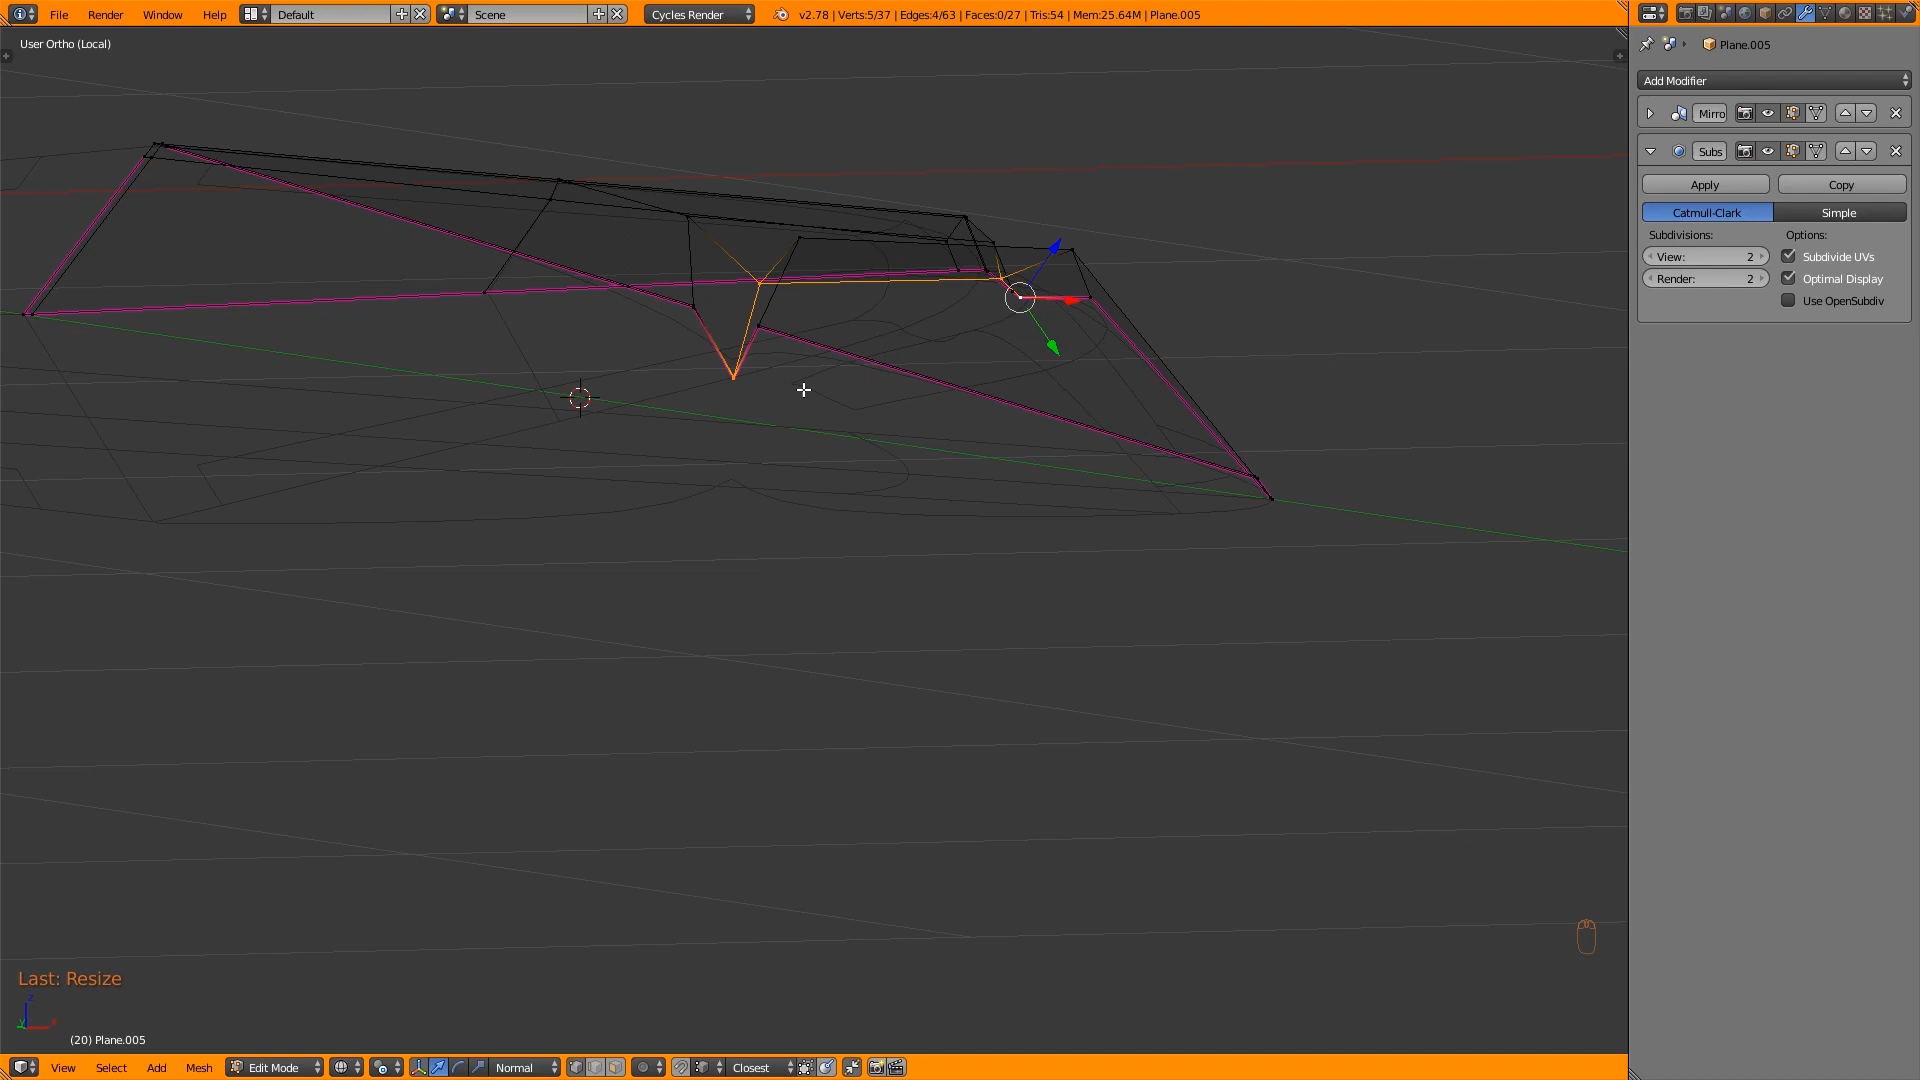 File Render Window Help Default Scene Cycles Render v2.78 | Verts:5/37 | Edges:4/63 | Faces:0/27 | Tris:54 | Mem:25.64M | Plane.005
User Ortho (Local)
Plane.005
Add Modifier
Mirro
Subs
Apply Copy
Catmull-Clark Simple
Subdivisions: Options:
View: 2 Subdivide UVs
Render: 2 Optimal Display
Use OpenSubdiv
Last: Resize
z
y x
(20) Plane.005
View Select Add Mesh Edit Mode Normal Closest